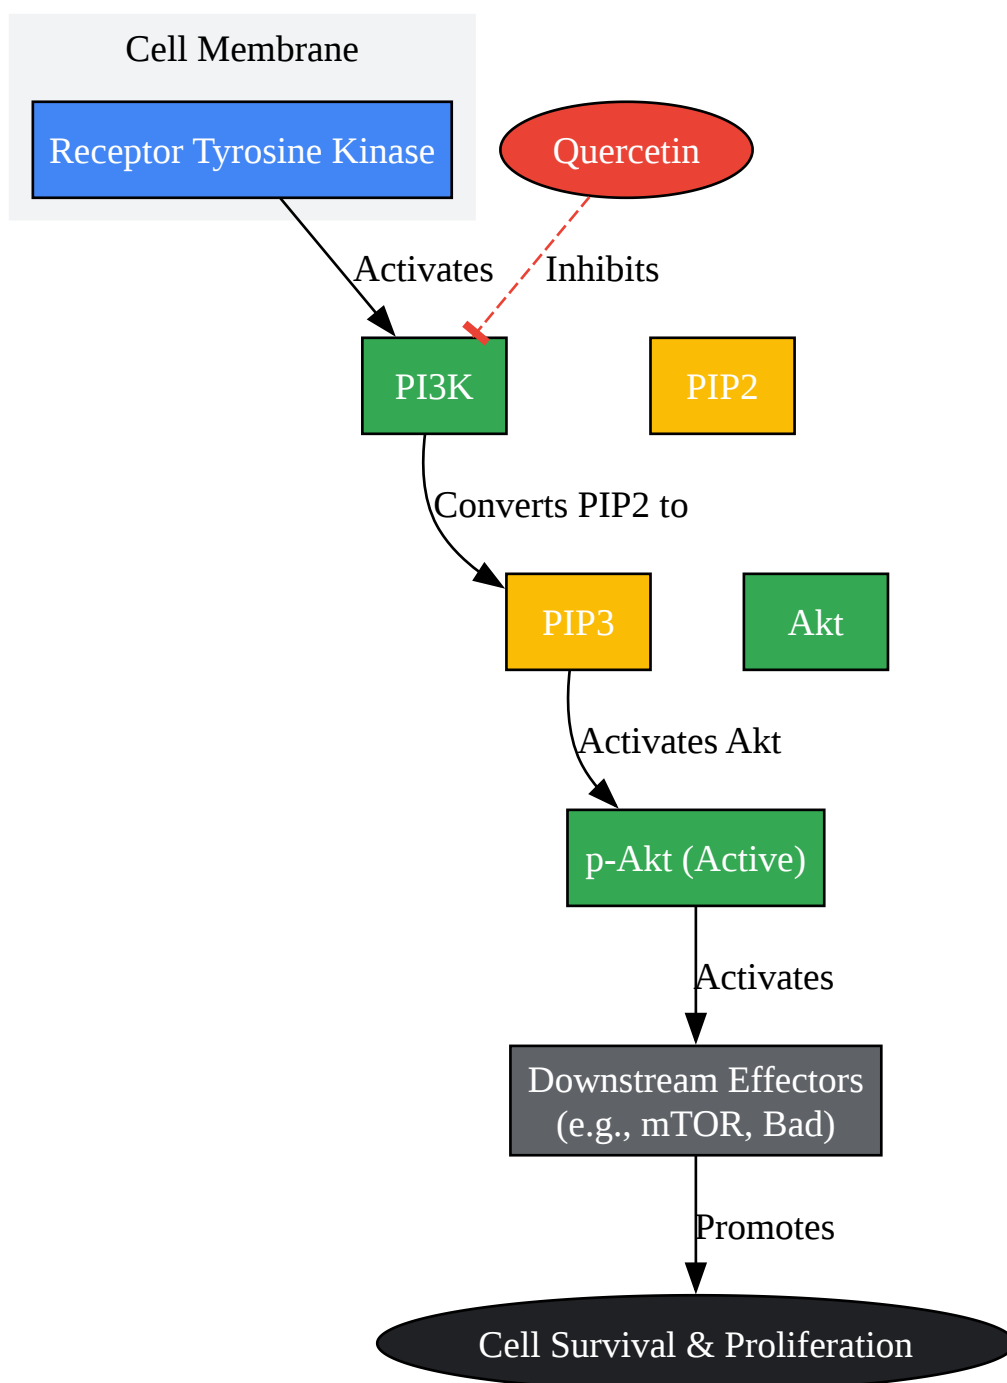 Cell Membrane
Receptor Tyrosine Kinase
Quercetin
Activates
Inhibits
PI3K
PIP2
Converts PIP2 to
PIP3
Akt
Activates Akt
p-Akt (Active)
Activates
Downstream Effectors
(e.g., mTOR, Bad)
Promotes
Cell Survival & Proliferation